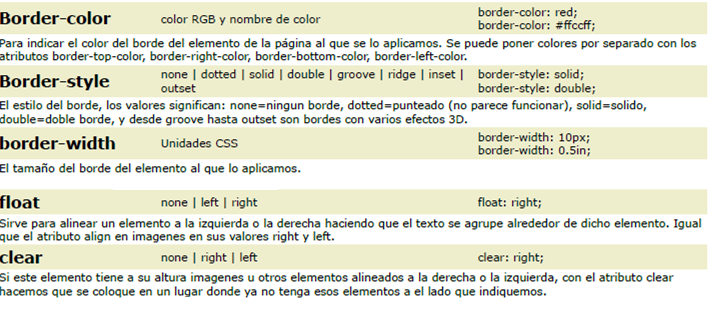 Border-color color RGB y nombre de color border-color: red;
border-color: #ffccff;
Para indicar el color del borde del elemento de la página al que se lo aplicamos. Se puede poner colores por separado con los
atributos border-top-color, border-right-color, border-bottom-color, border-left-color.
Border-style none | dotted | solid | double | groove | ridge | inset | border-style: solid;
outset border-style: double;
El estilo del borde, los valores significan: none=ningun borde, dotted=punteado (no parece funcionar), solid=solido,
double=doble borde, y desde groove hasta outset son bordes con varios efectos 3D.
border-width Unidades CSS border-width: 10px;
border-width: 0.5in;
El tamaño del borde del elemento al que lo aplicamos.
float none | left | right float: right;
Sirve para alinear un elemento a la izquierda o la derecha haciendo que el texto se agrupe alrededor de dicho elemento. Igual
que el atributo align en imagenes en sus valores right y left.
clear none | right | left clear: right;
Si este elemento tiene a su altura imagenes u otros elementos alineados a la derecha o la izquierda, con el atributo clear
hacemos que se coloque en un lugar donde ya no tenga esos elementos a el lado que indiquemos.